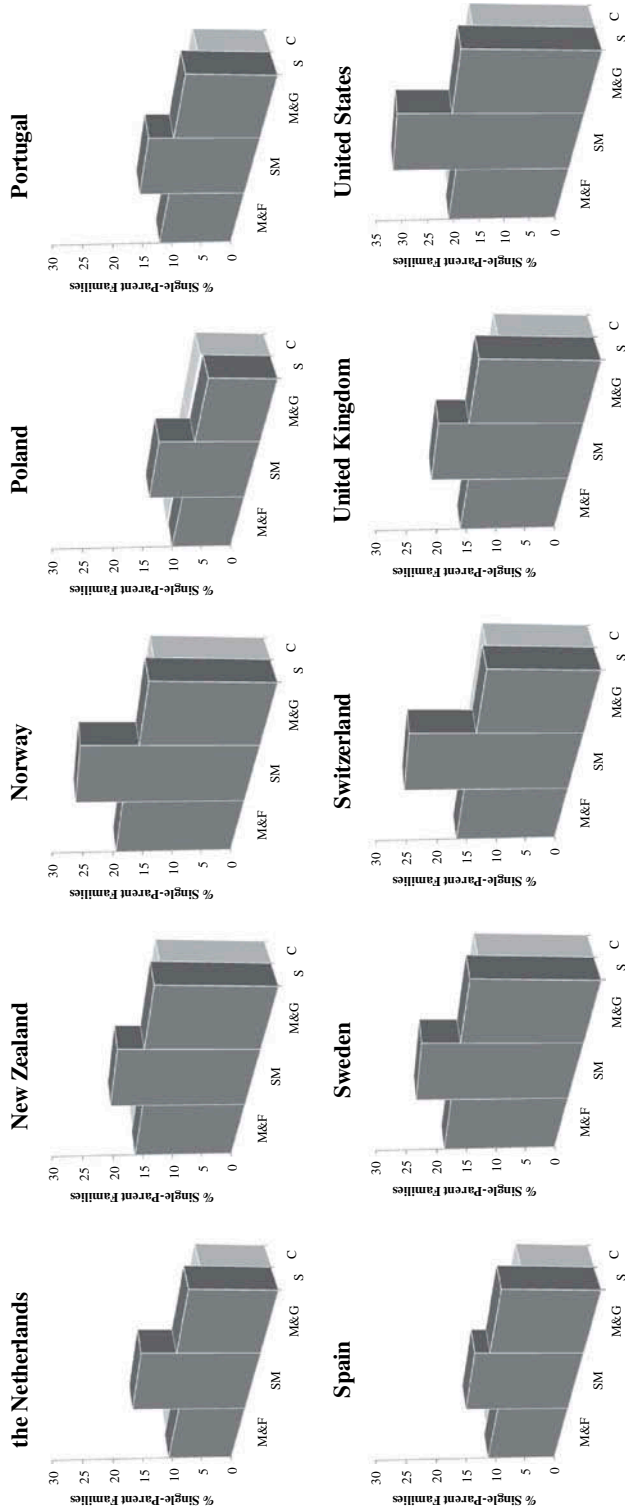 the Netherlands
% Single-Parent Families
30
25
20
15
10
5
0
M&F
SM
M&G
S
C
New Zealand
% Single-Parent Families
30
25
20
15
10
5
0
M&F
SM
M&G
S
C
Norway
% Single-Parent Families
30
25
20
15
10
5
0
M&F
SM
M&G
S
C
Poland
% Single-Parent Families
30
25
20
15
10
5
0
M&F
SM
M&G
S
C
Portugal
% Single-Parent Families
30
25
20
15
10
5
0
M&F
SM
M&G
S
C
Spain
% Single-Parent Families
30
25
20
15
10
5
0
M&F
SM
M&G
S
C
Sweden
% Single-Parent Families
30
25
20
15
10
5
0
M&F
SM
M&G
S
C
Switzerland
% Single-Parent Families
30
25
20
15
10
5
0
M&F
SM
M&G
S
C
United Kingdom
% Single-Parent Families
30
25
20
15
10
5
0
M&F
SM
M&G
S
C
United States
% Single-Parent Families
35
30
25
20
15
10
5
0
M&F
SM
M&G
S
C